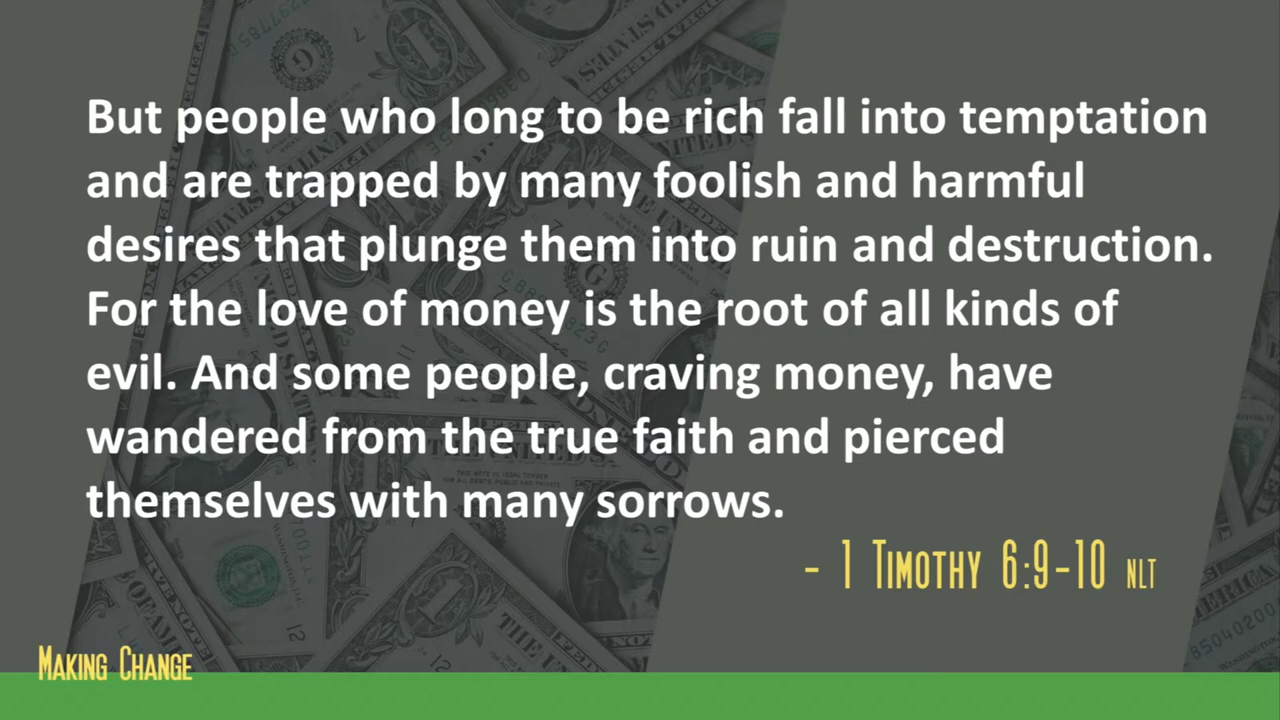 But people who long to be rich fall into temptation
and are trapped by many foolish and harmful
desires that plunge them into ruin and destruction.
For the love of money is the root of all kinds of
evil. And some people, craving money, have
wandered from the true faith and pierced
themselves with many sorrows.
- 1 Timothy 6:9-10 NLT
Making Change